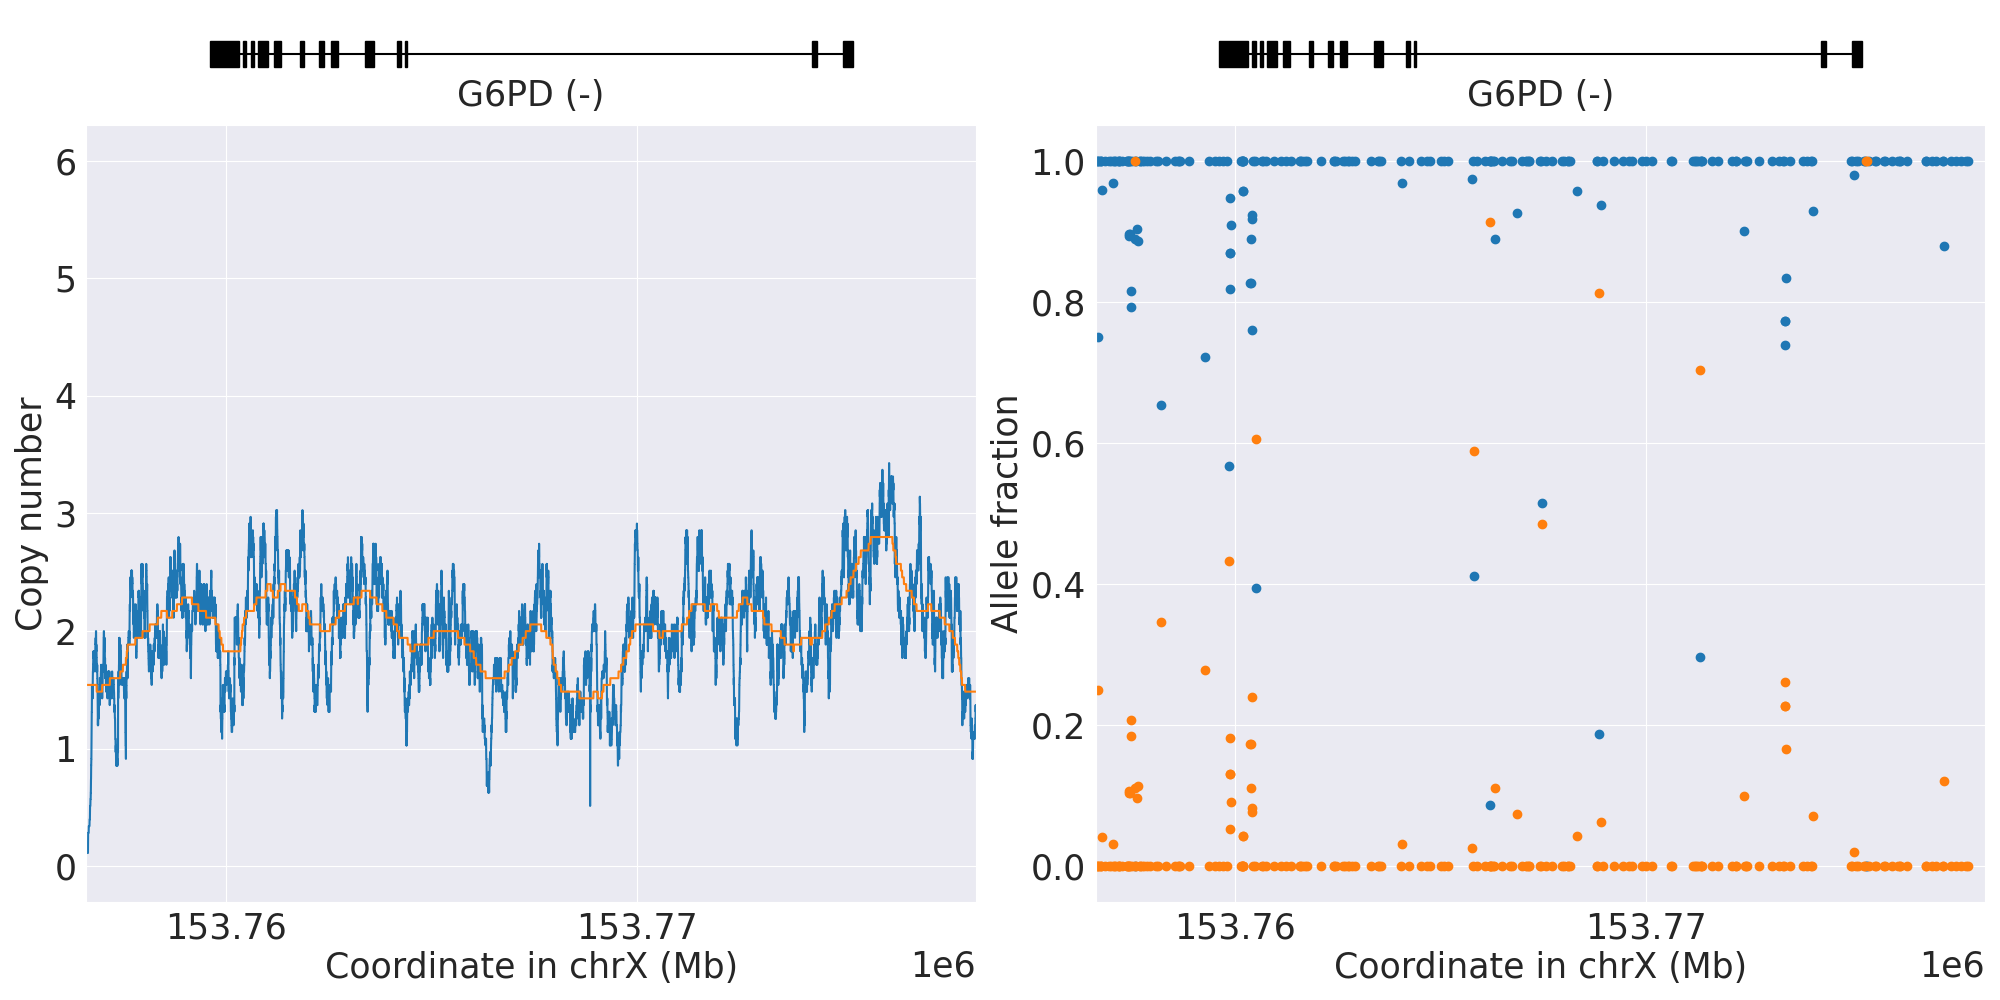 G6PD (-)
Copy number
6
5
4
3
2
1
0
153.76
153.77
Coordinate in chrX (Mb)
1e6
G6PD (-)
Allele fraction
1.0
0.8
0.6
0.4
0.2
0.0
153.76
153.77
Coordinate in chrX (Mb)
1e6